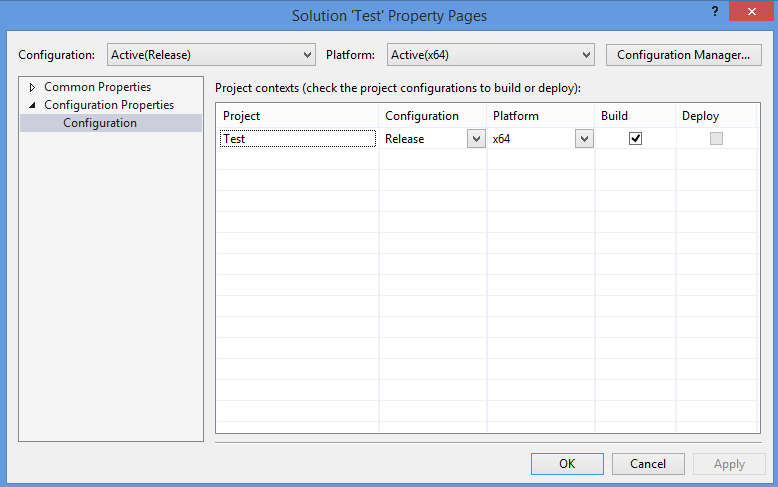 Solution 'Test' Property Pages
?
Configuration: Active(Release) Platform: Active(x64) Configuration Manager...
Common Properties
Configuration Properties
Configuration
Project contexts (check the project configurations to build or deploy):
Project Configuration Platform Build Deploy
Test Release x64
OK Cancel Apply